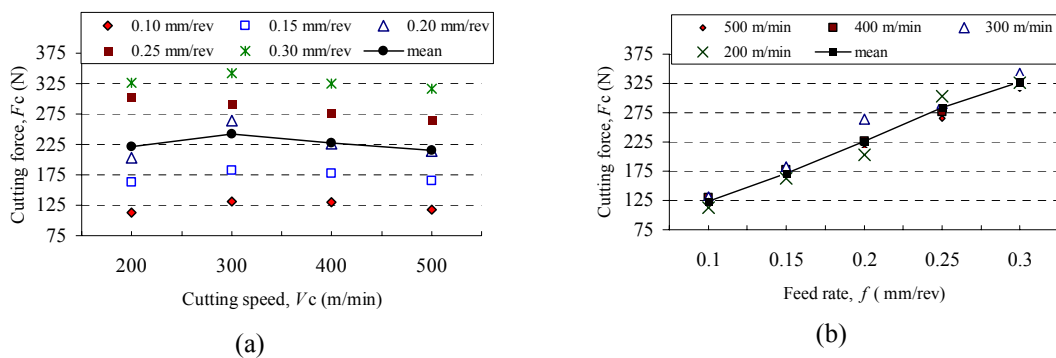 0.10 mm/rev 0.15 mm/rev 0.20 mm/rev
0.25 mm/rev 0.30 mm/rev mean
Cutting force, Fc (N)
375
325
275
225
175
125
75
200 300 400 500
Cutting speed, Vc (m/min)
(a)
500 m/min 400 m/min 300 m/min
200 m/min mean
Cutting force, Fc (N)
375
325
275
225
175
125
75
0.1 0.15 0.2 0.25 0.3
Feed rate, f ( mm/rev)
(b)